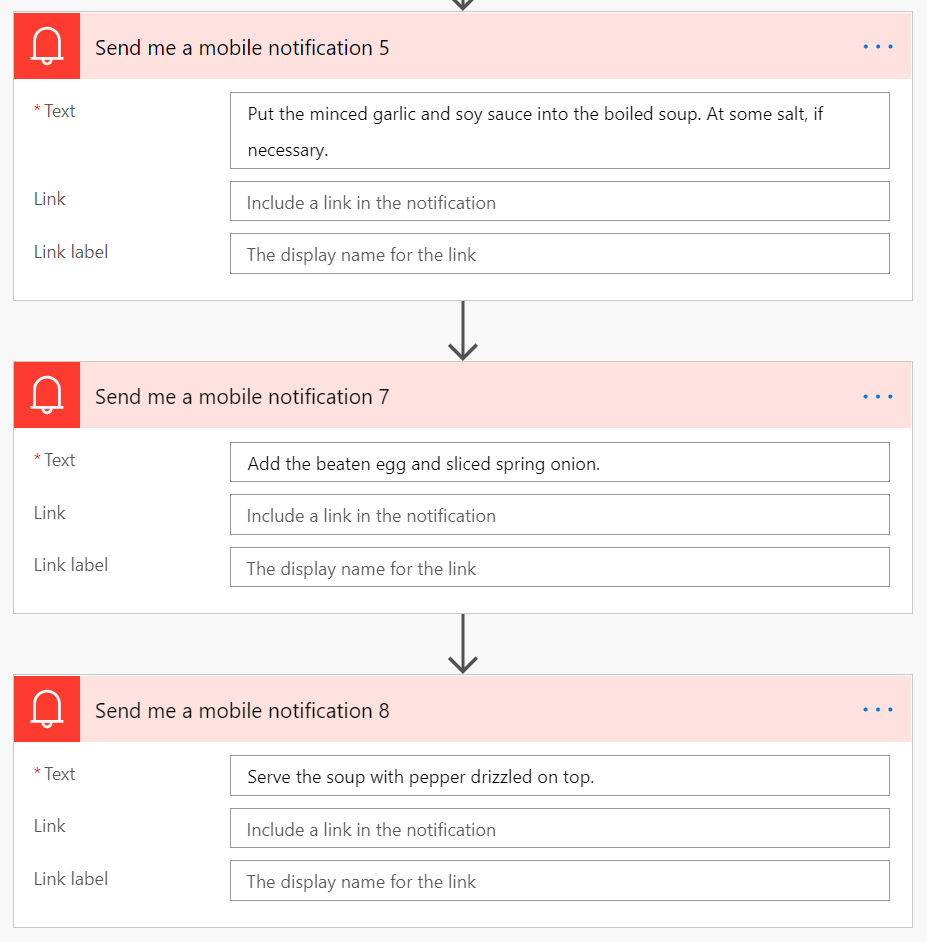 Send me a mobile notification 5
* Text
Put the minced garlic and soy sauce into the boiled soup. At some salt, if
necessary.
Link
Include a link in the notification
Link label
The display name for the link
Send me a mobile notification 7
* Text
Add the beaten egg and sliced spring onion.
Link
Include a link in the notification
Link label
The display name for the link
Send me a mobile notification 8
* Text
Serve the soup with pepper drizzled on top.
Link
Include a link in the notification
Link label
The display name for the link